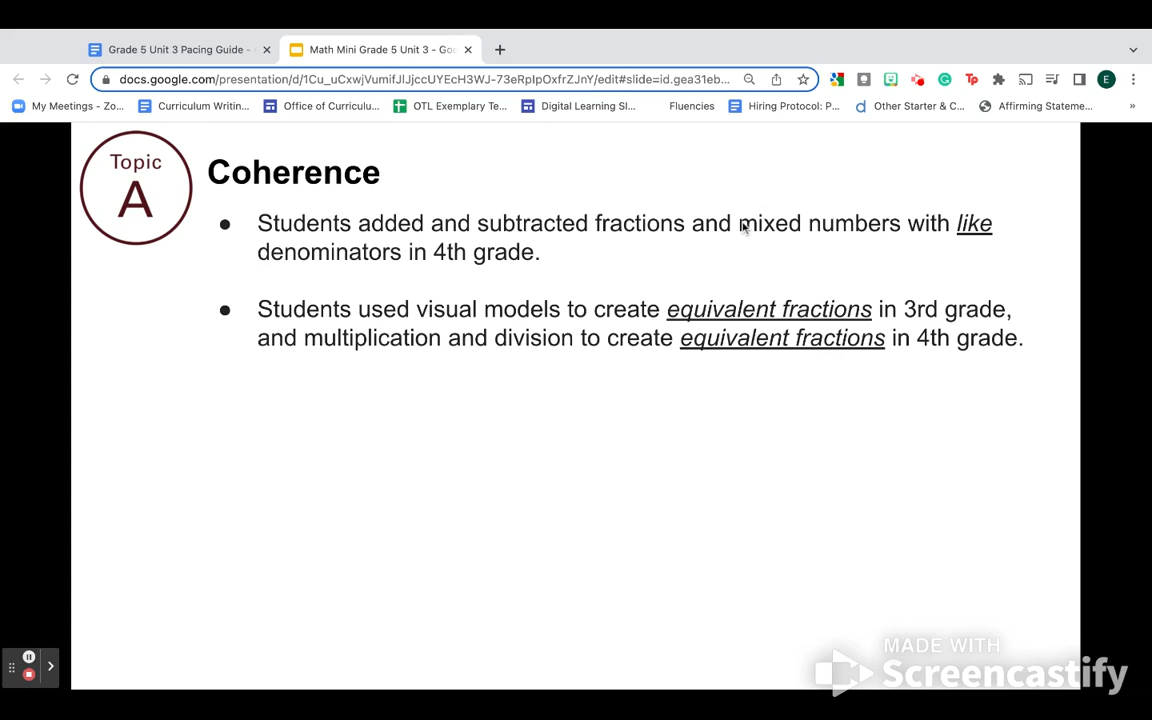 Grade 5 Unit 3 Pacing Guide -
Math Mini Grade 5 Unit 3 - Goo
docs.google.com/presentation/d/1Cu_uCxwjVumifJlJjccUYEcH3WJ-73eRpIpOxfrZJnY/edit#slide=id.gea31eb...
E
My Meetings - Zo...
Curriculum Writin...
Office of Curriculu...
OTL Exemplary Te...
Digital Learning Sl...
Fluencies
Hiring Protocol: P...
Other Starter & C...
Affirming Stateme...
»
Topic
A
Coherence
● Students added and subtracted fractions and mixed numbers with like
denominators in 4th grade.
● Students used visual models to create equivalent fractions in 3rd grade,
and multiplication and division to create equivalent fractions in 4th grade.
MADE WITH
Screencastify